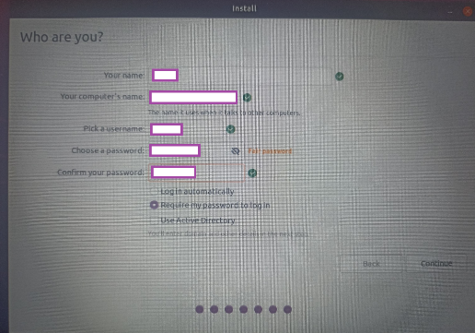 Install
Who are you?
Your name:
Your computer's name:
The name it uses when it talks to other computers.
Pick a username:
Choose a password:
Fair password
Confirm your password:
Log in automatically
Require my password to log in
Use Active Directory
Back
Continue